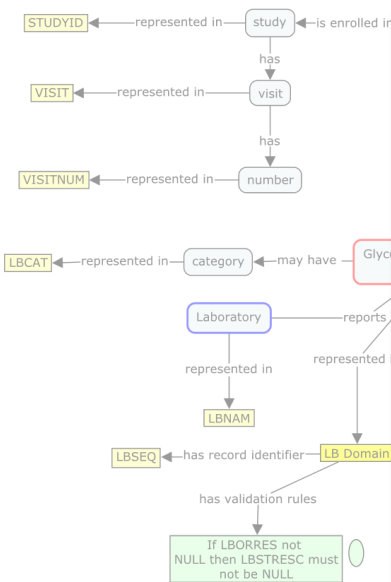 STUDYID
represented in
study
is enrolled in
has
VISIT
represented in
visit
has
VISITNUM
represented in
number
LBCAT
represented in
category
may have
Laboratory
reports
represented in
represented
LBNAM
LBSEQ
has record identifier
LB Domain
has validation rules
If LBORRES not
NULL then LBSTRESC must
not be NULL